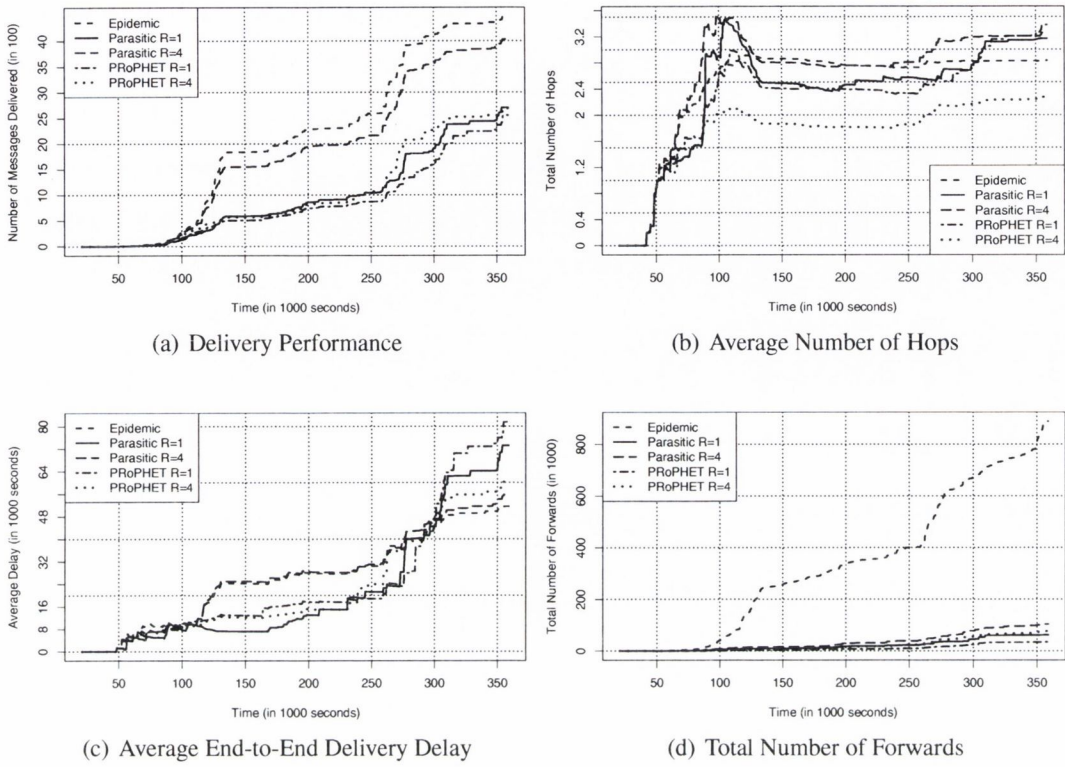 Number of Messages Delivered (in 100)
0 5 10 15 20 25 30 35 40
Epidemic
Parasitic R=1
Parasitic R=4
PRoPHET R=1
PRoPHET R=4
50 100 150 200 250 300 350
Time (in 1000 seconds)
(a) Delivery Performance
Total Number of Hops
0 0.4 1.2 2 2.4 3.2
Epidemic
Parasitic R=1
Parasitic R=4
PRoPHET R=1
PRoPHET R=4
50 100 150 200 250 300 350
Time (in 1000 seconds)
(b) Average Number of Hops
Average Delay (in 1000 seconds)
0 8 16 32 48 64 80
Epidemic
Parasitic R=1
Parasitic R=4
PRoPHET R=1
PRoPHET R=4
50 100 150 200 250 300 350
Time (in 1000 seconds)
(c) Average End-to-End Delivery Delay
Total Number of Forwards (in 1000)
0 200 400 600 800
Epidemic
Parasitic R=1
Parasitic R=4
PRoPHET R=1
PRoPHET R=4
50 100 150 200 250 300 350
Time (in 1000 seconds)
(d) Total Number of Forwards